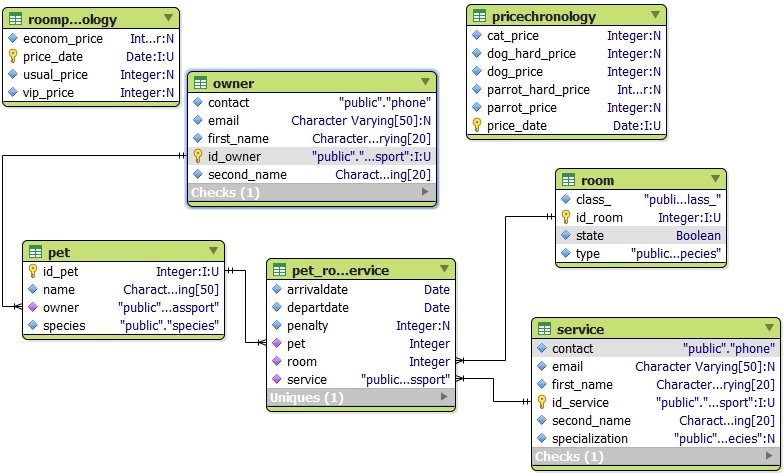 roomp...ology
econom_price Int...r:N
price_date Date:I:U
usual_price Integer:N
vip_price Integer:N
pricechronology
cat_price Integer:N
dog_hard_price Integer:N
dog_price Integer:N
parrot_hard_price Int...r:N
parrot_price Integer:N
price_date Date:I:U
owner
contact "public"."phone"
email Character Varying[50]:N
first_name Character...rying[20]
id_owner "public"."...sport":I:U
second_name Charact...ing[20]
Checks (1)
room
class_ "publi...lass_"
id_room Integer:I:U
state Boolean
type "public...pecies"
pet
id_pet Integer:I:U
name Charact...ing[50]
owner "public"...assport"
species "public"."species"
pet_ro...ervice
arrivaldate Date
departdate Date
penalty Integer:N
pet Integer
room Integer
service "public...ssport"
Uniques (1)
service
contact "public"."phone"
email Character Varying[50]:N
first_name Character...rying[20]
id_service "public"."...sport":I:U
second_name Charact...ing[20]
specialization "public"...ecies":N
Checks (1)